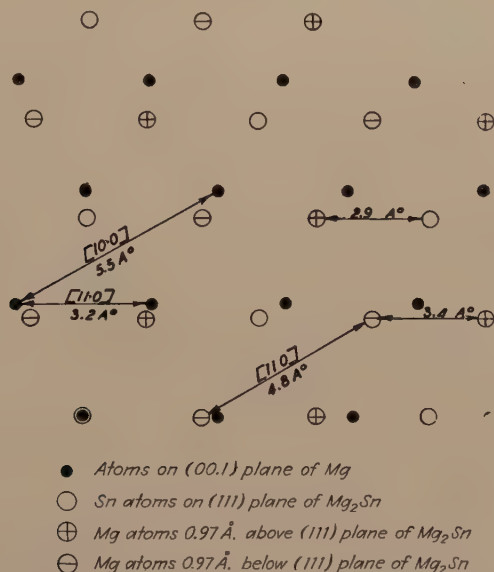 2.9 A°
[10·0]
5.5 A°
[11·0]
3.2 A°
3.4 A°
[110]
4.8 A°
Atoms on (00.1) plane of Mg
Sn atoms on (111) plane of Mg₂Sn
Mg atoms 0.97 Å. above (111) plane of Mg₂Sn
Mg atoms 0.97 Å. below (111) plane of Mg₂Sn